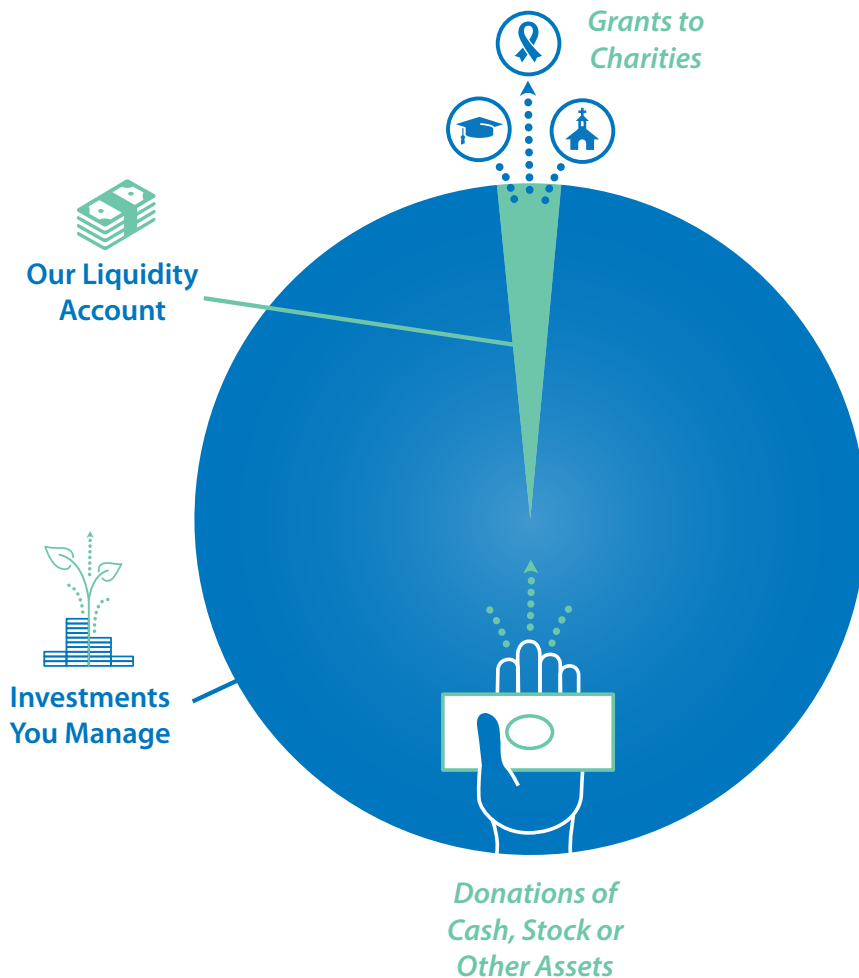 Grants to
Charities
Our Liquidity
Account
Investments
You Manage
Donations of
Cash, Stock or
Other Assets